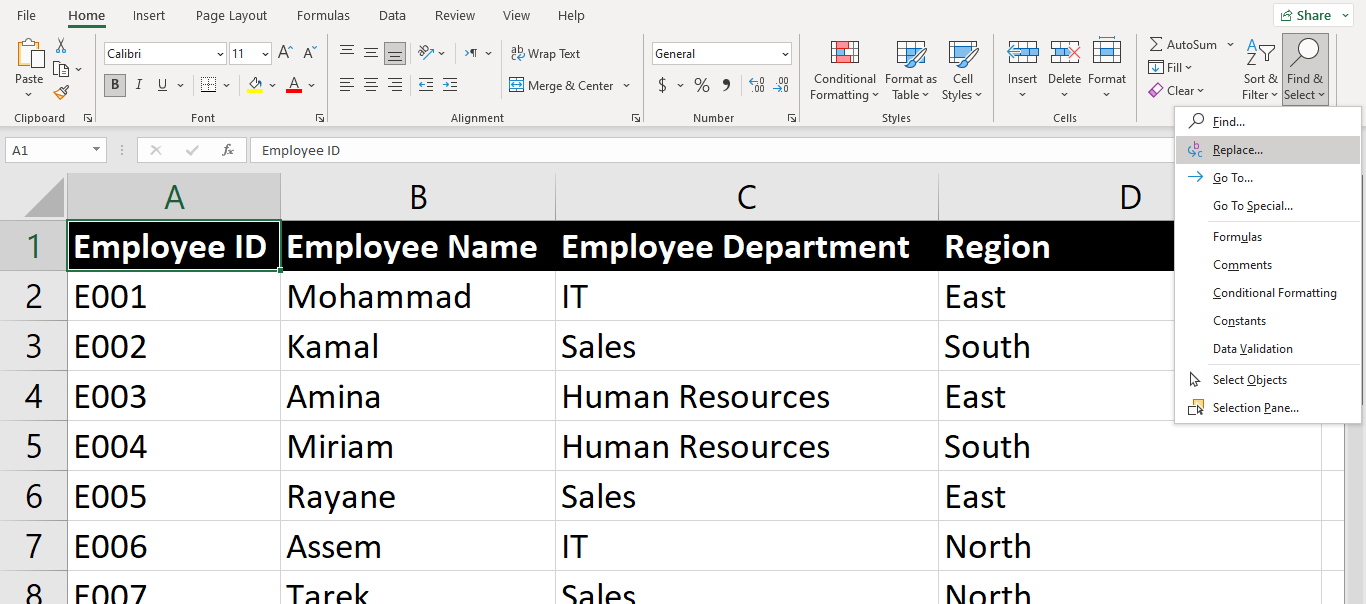 File Home Insert Page Layout Formulas Data Review View Help Share
Calibri 11 General
Paste B I U Wrap Text Merge & Center $ % Conditional Formatting Format as Table Cell Styles Insert Delete Format AutoSum Fill Clear Sort & Filter Find & Select
Clipboard Font Alignment Number Styles Cells
Find...
Replace...
Go To...
Go To Special...
Formulas
Comments
Conditional Formatting
Constants
Data Validation
Select Objects
Selection Pane...
A1 fx Employee ID
A B C D
1 Employee ID Employee Name Employee Department Region
2 E001 Mohammad IT East
3 E002 Kamal Sales South
4 E003 Amina Human Resources East
5 E004 Miriam Human Resources South
6 E005 Rayane Sales East
7 E006 Assem IT North
8 E007 Tarek Sales North